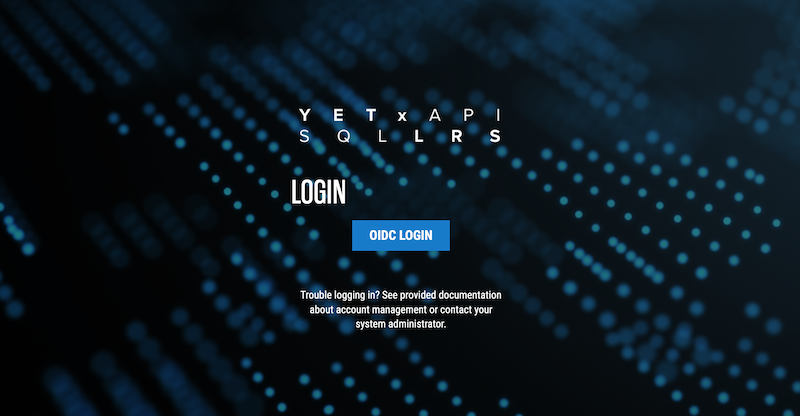 YETxAPI
SQLLRS
LOGIN
OIDC LOGIN
Trouble logging in? See provided documentation
about account management or contact your
system administrator.